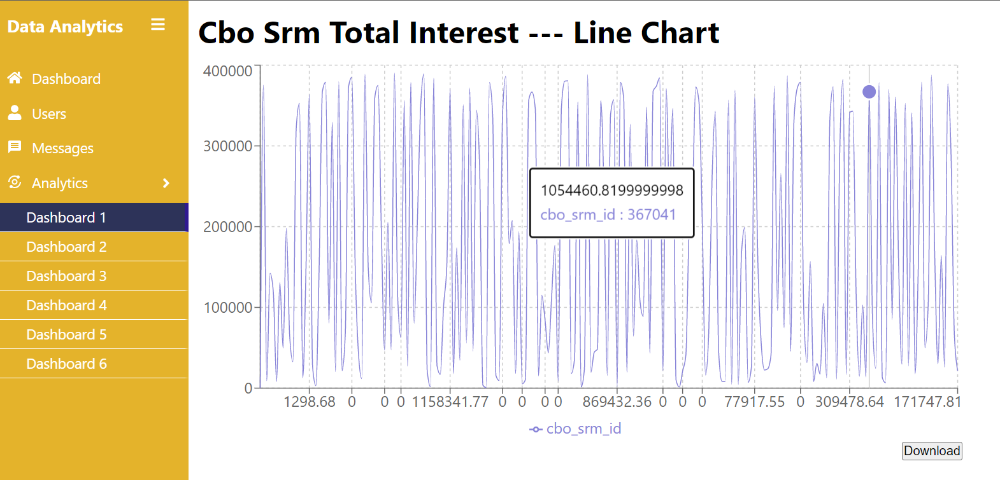 Data Analytics
Dashboard
Users
Messages
Analytics
Dashboard 1
Dashboard 2
Dashboard 3
Dashboard 4
Dashboard 5
Dashboard 6
Cbo Srm Total Interest --- Line Chart
400000
300000
200000
100000
0
1054460.8199999998
cbo_srm_id : 367041
1298.68 0 0 0 1158341.77 0 0 0 0 869432.36 0 0 0 77917.55 0 309478.64 171747.81
cbo_srm_id
Download